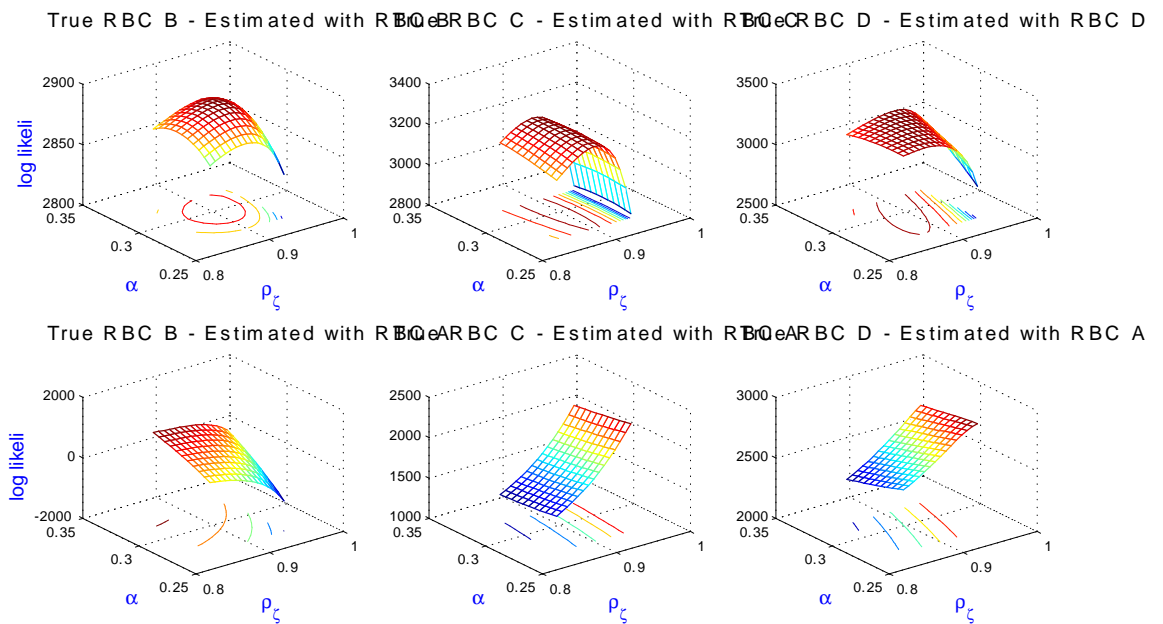 True RBC B - Estimated with RBC B
True RBC C - Estimated with RBC C
True RBC D - Estimated with RBC D
2900
2850
2800
log likeli
0.35
0.3
0.25
0.8
0.9
1
α
ρζ
3400
3200
3000
2800
0.35
0.3
0.25
0.8
0.9
1
α
ρζ
3500
3000
2500
0.35
0.3
0.25
0.8
0.9
1
α
ρζ
True RBC B - Estimated with RBC A
True RBC C - Estimated with RBC A
True RBC D - Estimated with RBC A
2000
0
-2000
log likeli
0.35
0.3
0.25
0.8
0.9
1
α
ρζ
2500
2000
1500
1000
0.35
0.3
0.25
0.8
0.9
1
α
ρζ
3000
2500
2000
0.35
0.3
0.25
0.8
0.9
1
α
ρζ